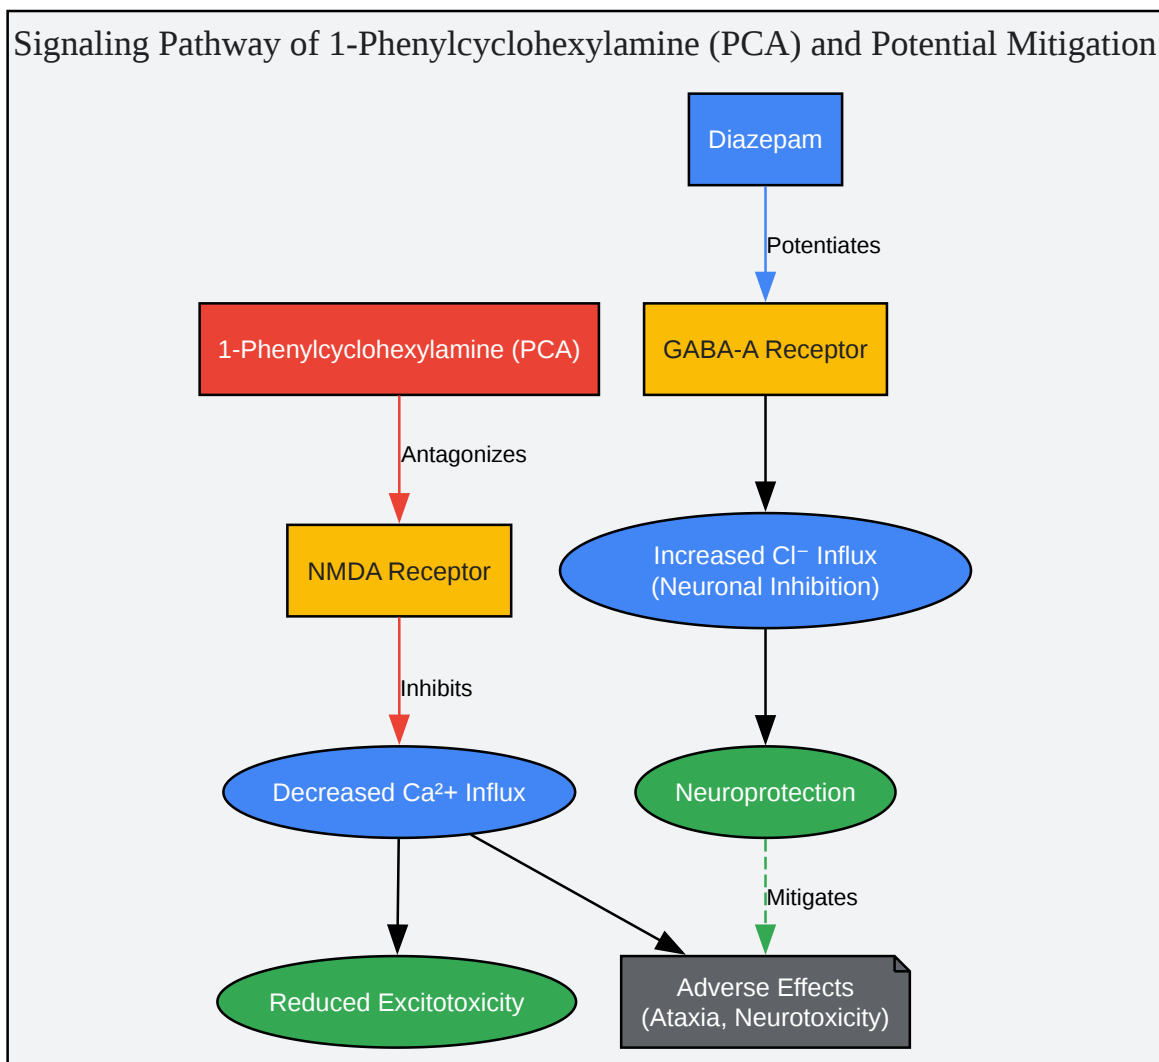 Signaling Pathway of 1-Phenylcyclohexylamine (PCA) and Potential Mitigation
Diazepam
Potentiates
1-Phenylcyclohexylamine (PCA)
GABA-A Receptor
Antagonizes
NMDA Receptor
Increased Cl⁻ Influx
(Neuronal Inhibition)
Inhibits
Decreased Ca²+ Influx
Neuroprotection
Mitigates
Reduced Excitotoxicity
Adverse Effects
(Ataxia, Neurotoxicity)